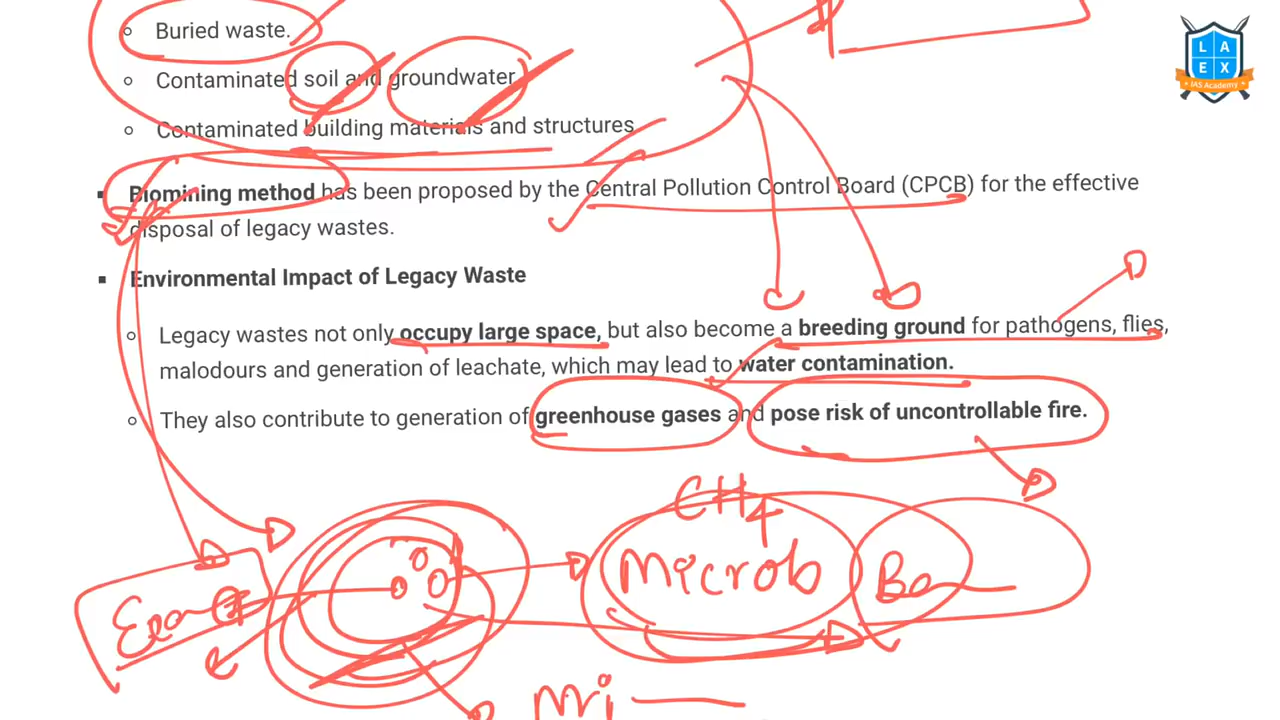 Buried waste.
Contaminated soil and groundwater
Contaminated building materials and structures
Biomining method has been proposed by the Central Pollution Control Board (CPCB) for the effective
disposal of legacy wastes.
Environmental Impact of Legacy Waste
Legacy wastes not only occupy large space, but also become a breeding ground for pathogens, flies,
malodours and generation of leachate, which may lead to water contamination.
They also contribute to generation of greenhouse gases and pose risk of uncontrollable fire.
CH4
Microb
LAEX
IAS Academy